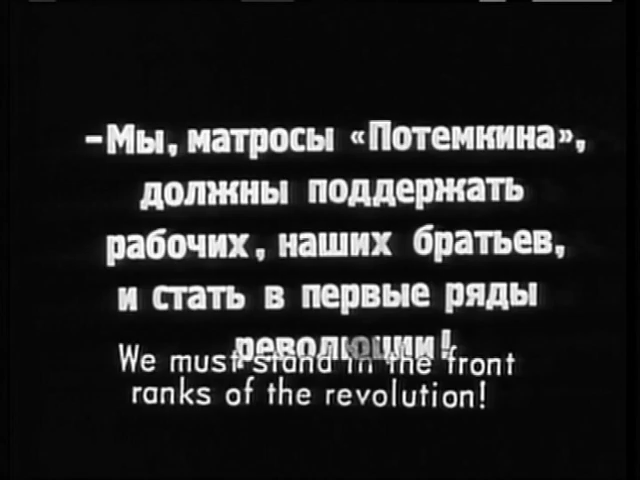 -Мы, матросы «Потемкина»,
должны поддержать
рабочих, наших братьев,
и стать в первые ряды
революции!
We must stand in the front
ranks of the revolution!